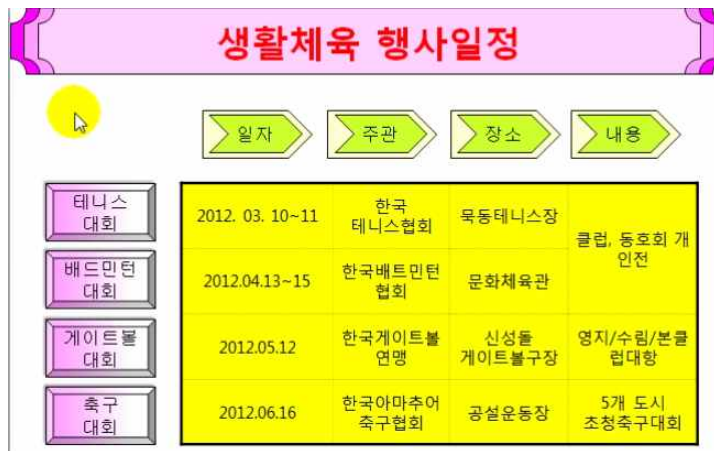 생활체육 행사일정
일자
주관
장소
내용
테니스
대회
2012. 03. 10~11
한국
테니스협회
묵동테니스장
클럽, 동호회 개
인전
배드민턴
대회
2012.04.13~15
한국배트민턴
협회
문화체육관
게이트볼
대회
2012.05.12
한국게이트볼
연맹
신성돌
게이트볼구장
영지/수림/본클
럽대항
축구
대회
2012.06.16
한국아마추어
축구협회
공설운동장
5개 도시
초청축구대회